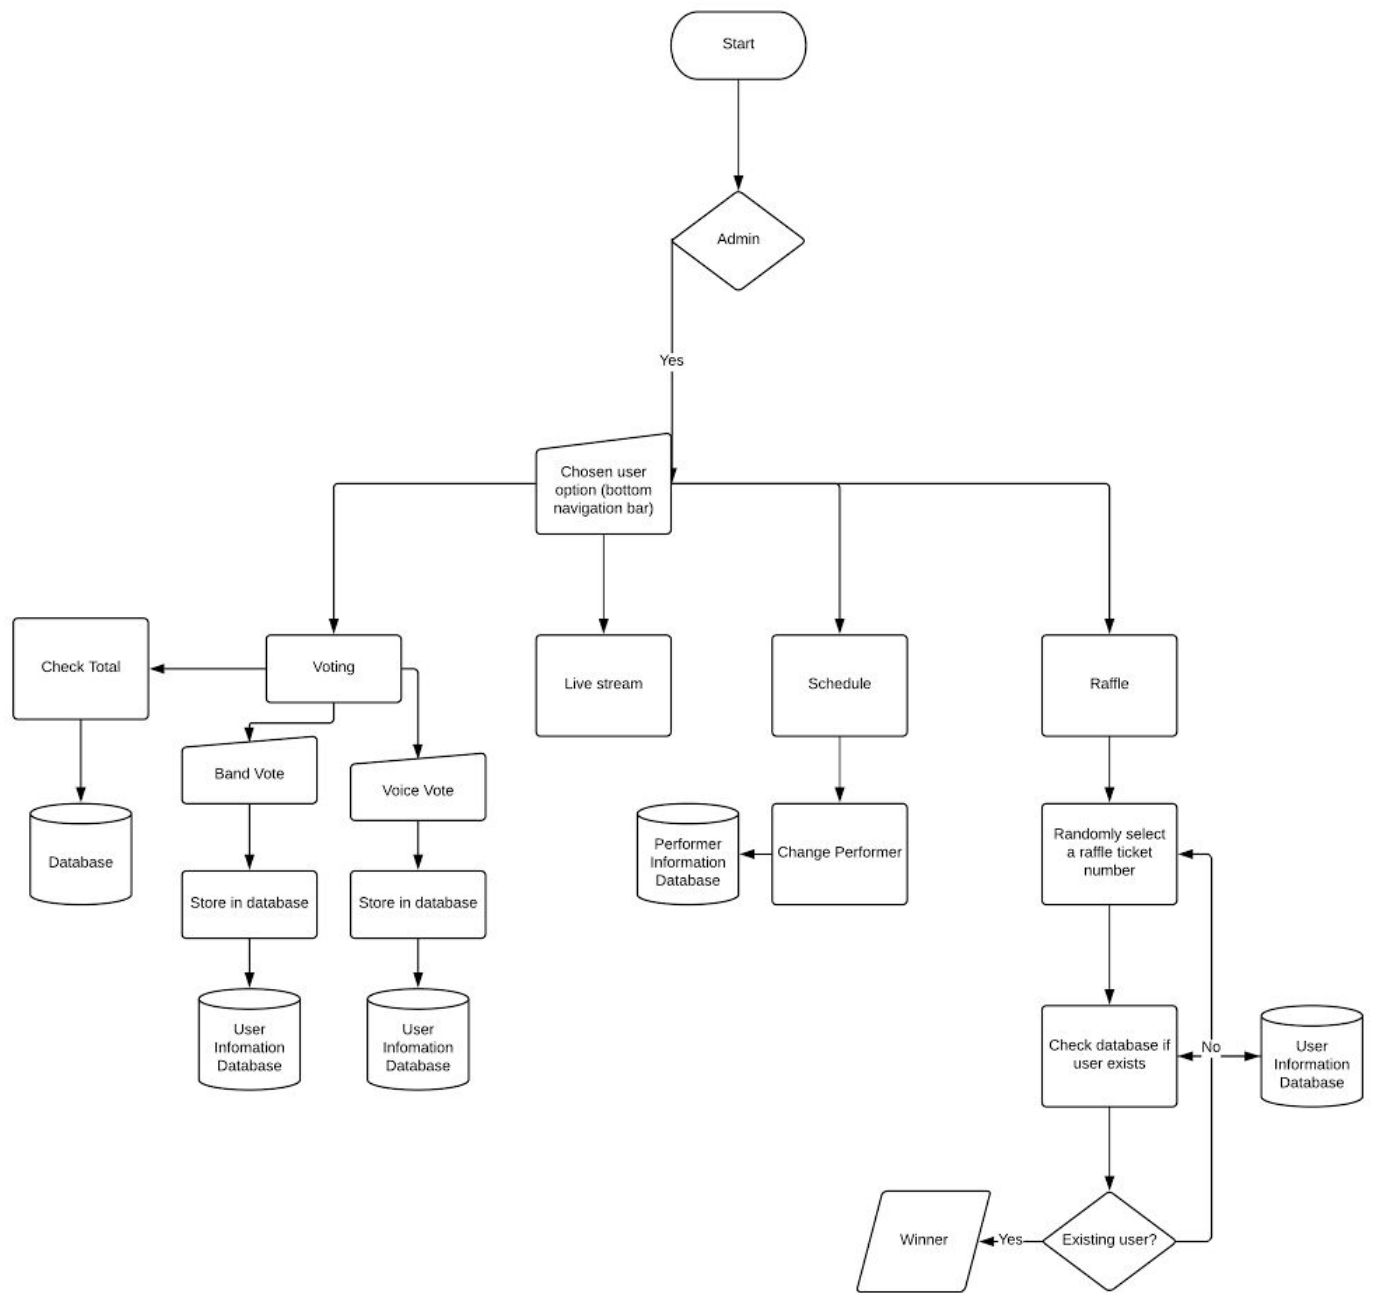 Start
Admin
Yes
Chosen user
option (bottom
navigation bar)
Check Total
Voting
Live stream
Schedule
Raffle
Band Vote
Voice Vote
Database
Performer
Information
Database
Change Performer
Randomly select
a raffle ticket
number
Store in database
Store in database
User
Infomation
Database
User
Infomation
Database
Check database if
user exists
No
User
Information
Database
Winner
Yes
Existing user?